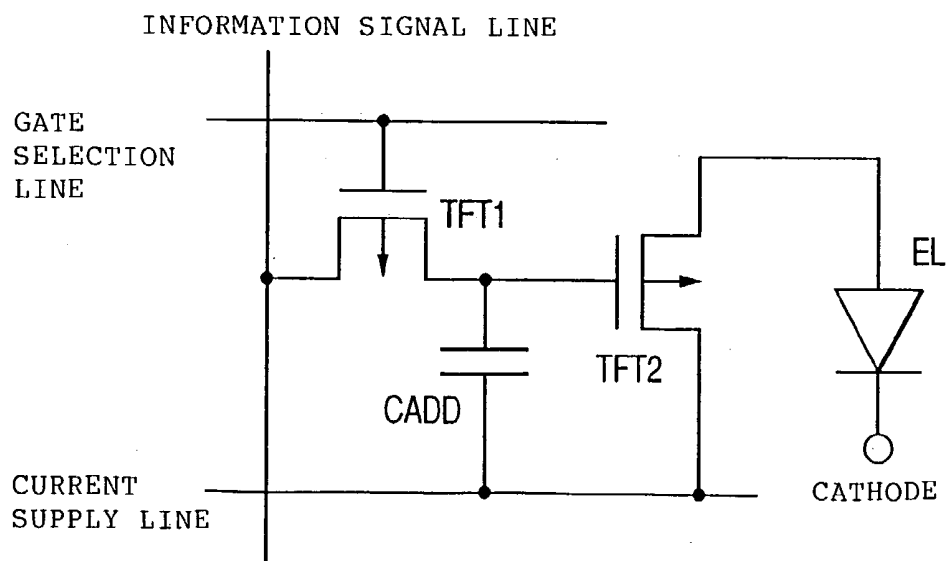 INFORMATION SIGNAL LINE
GATE
SELECTION
LINE
TFT1
EL
TFT2
CADD
CURRENT
SUPPLY LINE
CATHODE